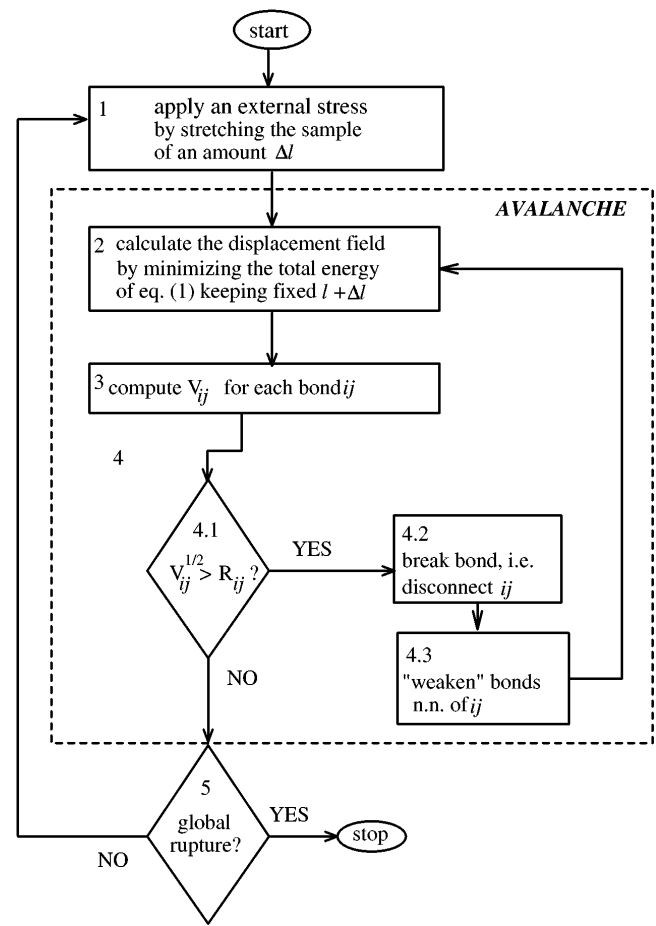 start
1 apply an external stress
by stretching the sample
of an amount Δl
AVALANCHE
2 calculate the displacement field
by minimizing the total energy
of eq. (1) keeping fixed l + Δl
3 compute Vij for each bond ij
4
4.1
Vij^1/2 > Rij ?
YES
4.2
break bond, i.e.
disconnect ij
4.3
"weaken" bonds
n.n. of ij
NO
5
global
rupture?
YES
stop
NO